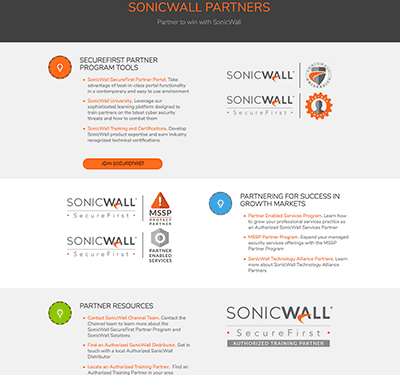 SONICWALL PARTNERS
Partner to win with SonicWall
SECUREFIRST PARTNER
PROGRAM TOOLS
SonicWall SecureFirst Partner Portal. Take
advantage of best-in-class portal functionality
in a contemporary and easy to use environment
SonicWall University. Leverage our
sophisticated learning platform designed to
train partners on the latest cyber security
threats and how to combat them
SonicWall Training and Certifications. Develop
SonicWall product expertise and earn industry
recognized technical certifications
JOIN SECUREFIRST
SONICWALL
SONICWALL
SecureFirst
SONICWALL
SecureFirst
MSSP
PROTECT
PARTNER
SONICWALL
SecureFirst
PARTNER
ENABLED
SERVICES
PARTNERING FOR SUCCESS IN
GROWTH MARKETS
Partner Enabled Services Program. Learn how
to grow your professional services practice as
an Authorized SonicWall Services Partner
MSSP Partner Program. Expand your managed
security services offerings with the MSSP
Partner Program
SonicWall Technology Alliance Partners. Learn
more about SonicWall Technology Alliance
Partners
PARTNER RESOURCES
Contact SonicWall Channel Team. Contact the
Channel team to learn more about the
SonicWall SecureFirst Partner Program and
SonicWall Solutions
Find an Authorized SonicWall Distributor. Get in
touch with a local Authorized SonicWall
Distributor
Locate an Authorized Training Partner. Find an
Authorized Training Partner in your area
SONICWALL
SecureFirst
AUTHORIZED TRAINING PARTNER